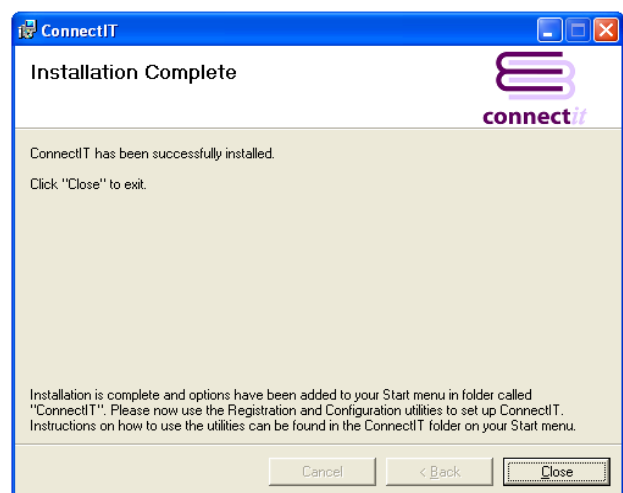 ConnectIT
Installation Complete
connectit
ConnectIT has been successfully installed.
Click "Close" to exit.
Installation is complete and options have been added to your Start menu in folder called
"ConnectIT". Please now use the Registration and Configuration utilities to set up ConnectIT.
Instructions on how to use the utilities can be found in the ConnectIT folder on your Start menu.
Cancel
< Back
Close